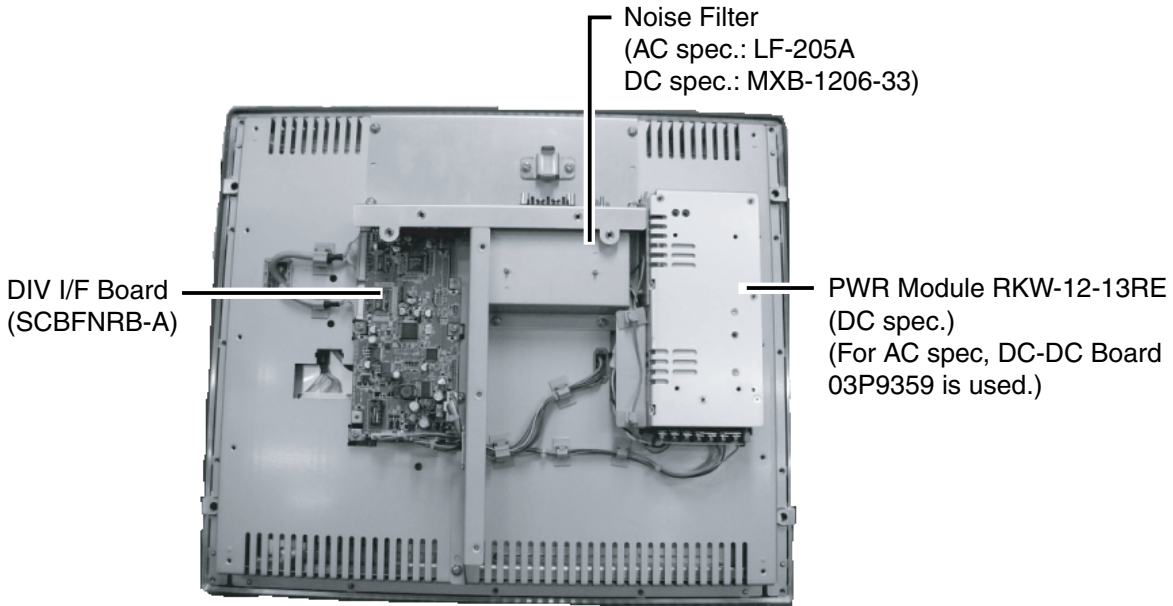 Noise Filter
(AC spec.: LF-205A
DC spec.: MXB-1206-33)
DIV I/F Board
(SCBFNRB-A)
PWR Module RKW-12-13RE
(DC spec.)
(For AC spec, DC-DC Board
03P9359 is used.)